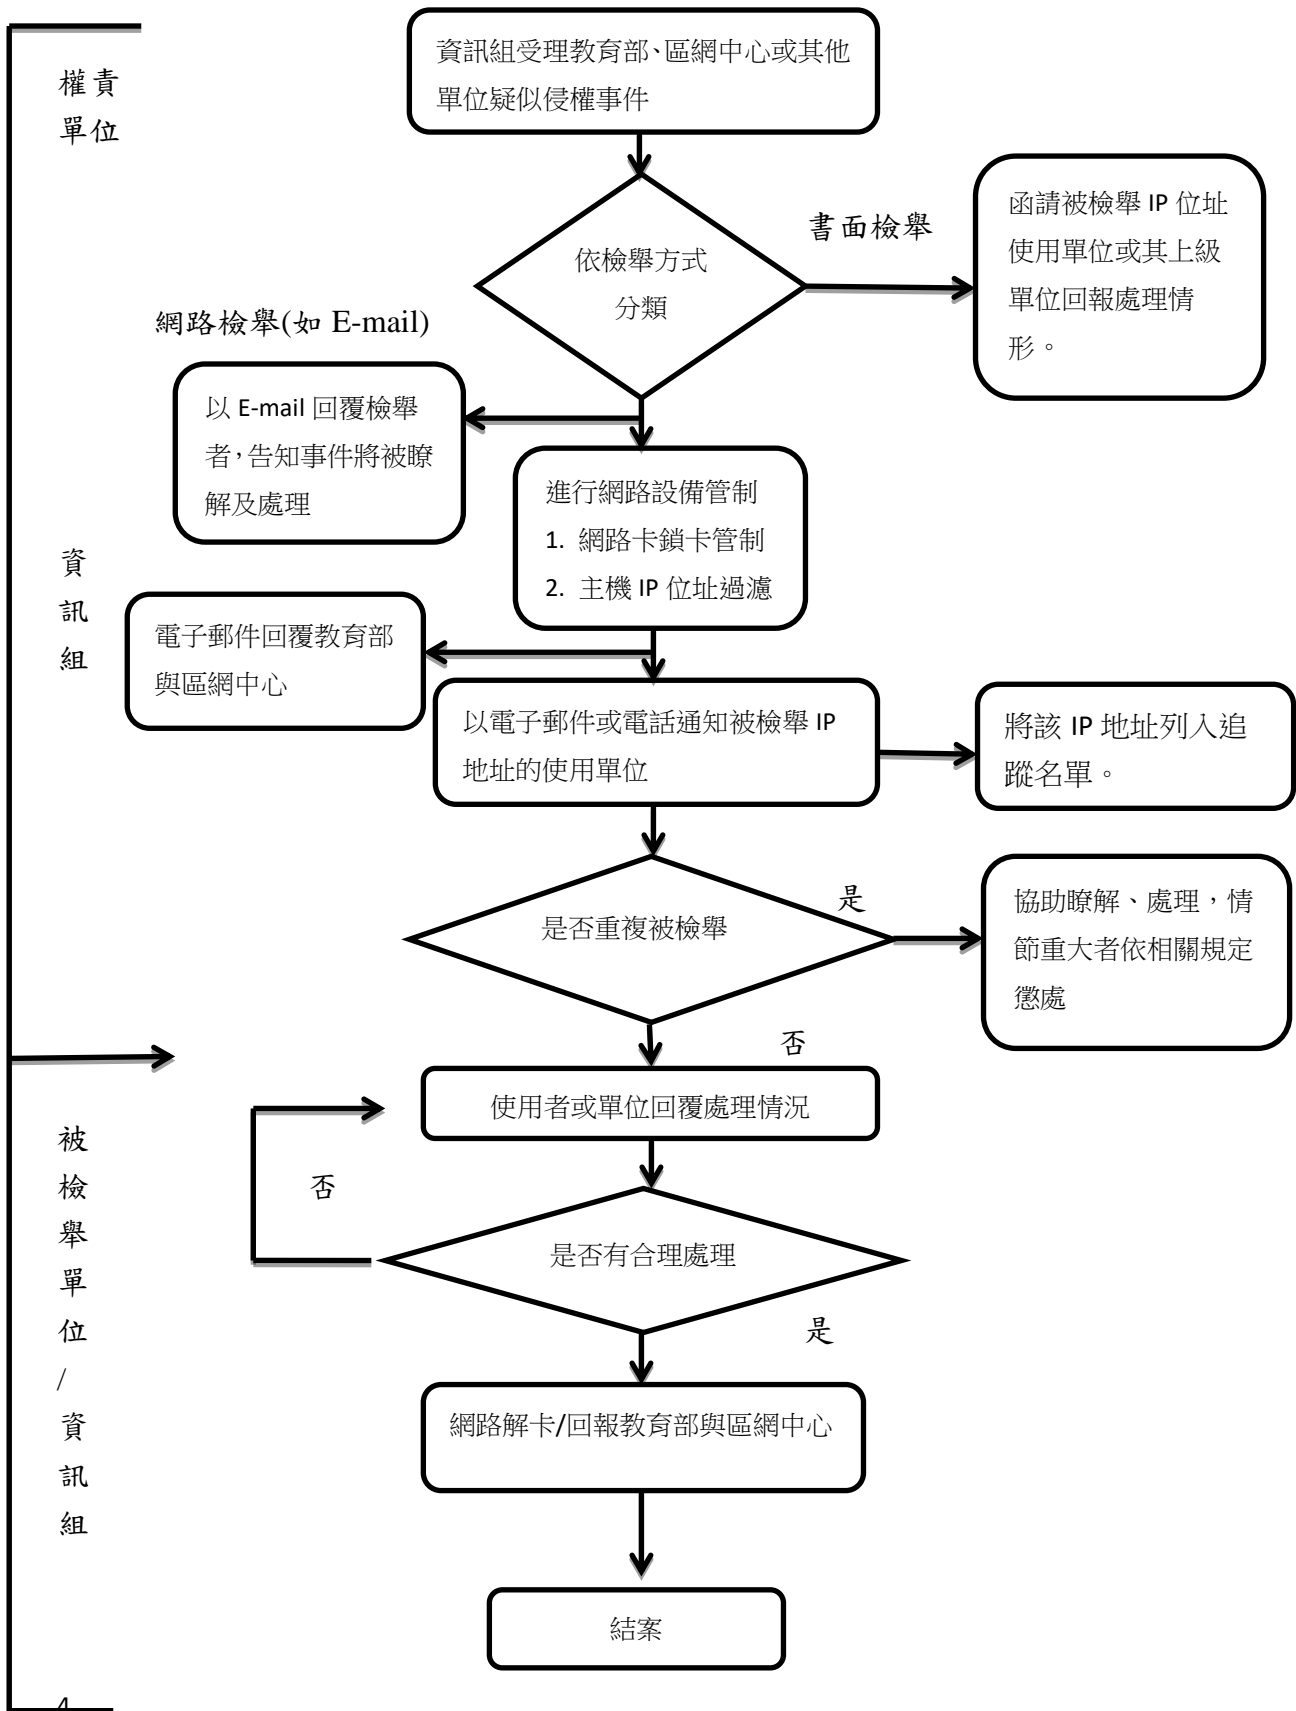 權責
單位
資訊組受理教育部、區網中心或其他
單位疑似侵權事件
依檢舉方式
分類
書面檢舉
函請被檢舉 IP 位址
使用單位或其上級
單位回報處理情
形。
網路檢舉(如 E-mail)
以 E-mail 回覆檢舉
者，告知事件將被瞭
解及處理
進行網路設備管制
1. 網路卡鎖卡管制
2. 主機 IP 位址過濾
資
訊
組
電子郵件回覆教育部
與區網中心
以電子郵件或電話通知被檢舉 IP
地址的使用單位
將該 IP 地址列入追
蹤名單。
是否重複被檢舉
是
協助瞭解、處理，情
節重大者依相關規定
懲處
否
使用者或單位回覆處理情況
被
檢
舉
單
位
/
資
訊
組
否
是否有合理處理
是
網路解卡/回報教育部與區網中心
結案
4